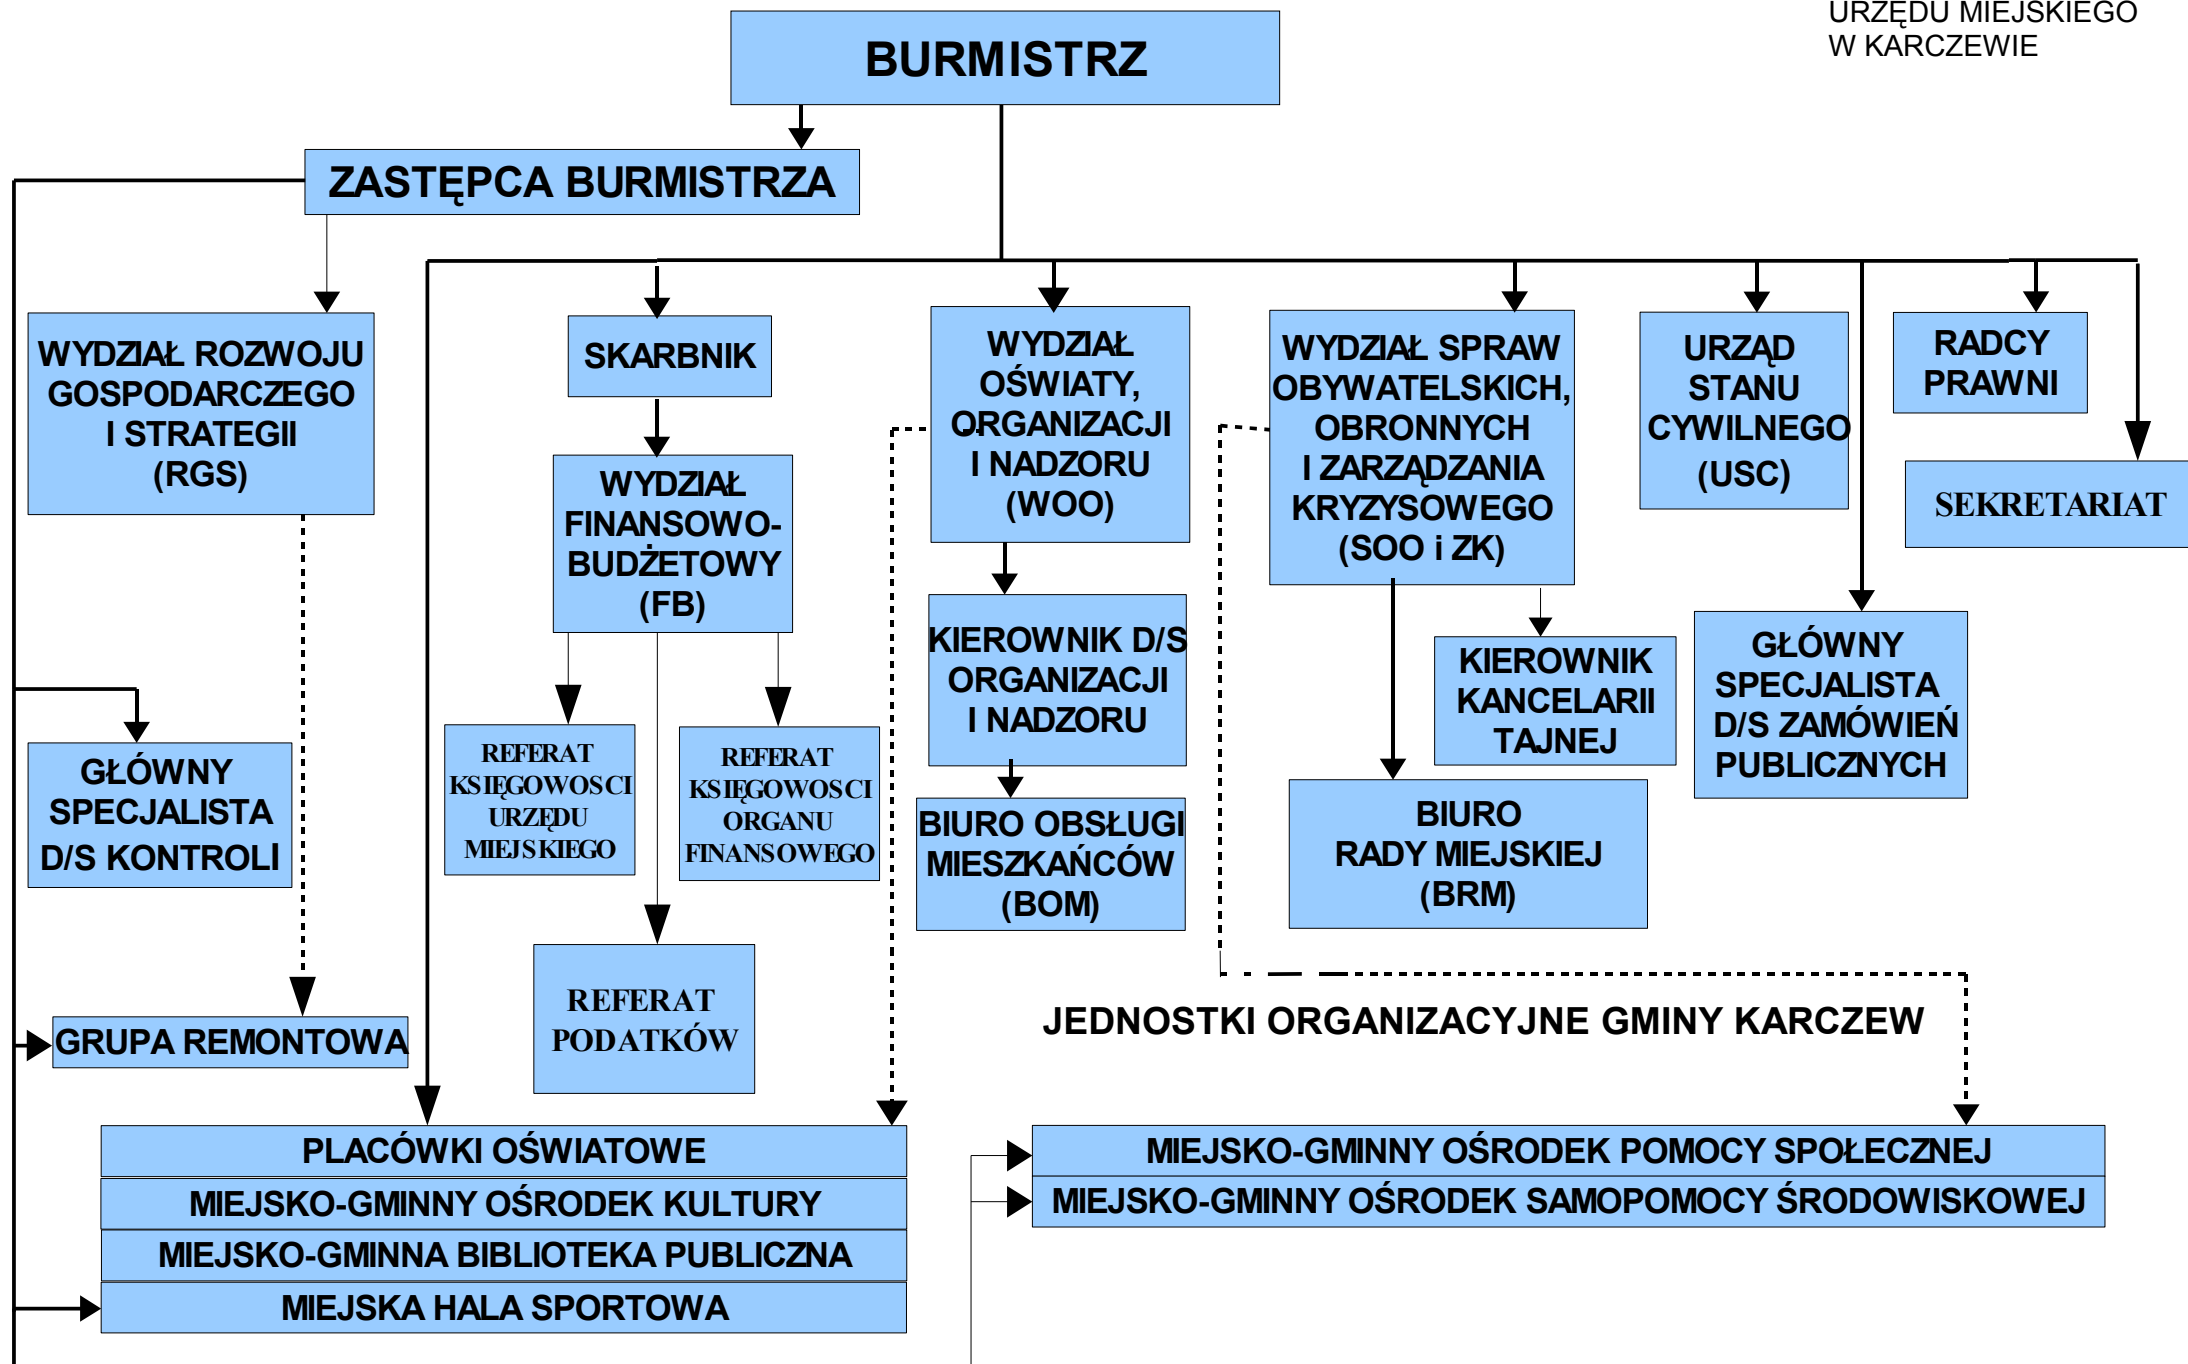 URZĘDU MIEJSKIEGO
W KARCZEWIE
BURMISTRZ
ZASTĘPCA BURMISTRZA
WYDZIAŁ ROZWOJU
GOSPODARCZEGO
I STRATEGII
(RGS)
SKARBNIK
WYDZIAŁ
FINANSOWO-
BUDŻETOWY
(FB)
WYDZIAŁ
OŚWIATY,
ORGANIZACJI
I NADZORU
(WOO)
WYDZIAŁ SPRAW
OBYWATELSKICH,
OBRONNYCH
I ZARZĄDZANIA
KRYZYSOWEGO
(SOO i ZK)
URZĄD
STANU
CYWILNEGO
(USC)
RADCY
PRAWNI
SEKRETARIAT
KIEROWNIK D/S
ORGANIZACJI
I NADZORU
KIEROWNIK
KANCELARII
TAJNEJ
GŁÓWNY
SPECJALISTA
D/S ZAMÓWIEŃ
PUBLICZNYCH
GŁÓWNY
SPECJALISTA
D/S KONTROLI
REFERAT
KSIĘGOWOSCI
URZĘDU
MIEJSKIEGO
REFERAT
KSIĘGOWOSCI
ORGANU
FINANSOWEGO
BIURO OBSŁUGI
MIESZKAŃCÓW
(BOM)
BIURO
RADY MIEJSKIEJ
(BRM)
REFERAT
PODATKÓW
GRUPA REMONTOWA
JEDNOSTKI ORGANIZACYJNE GMINY KARCZEW
PLACÓWKI OŚWIATOWE
MIEJSKO-GMINNY OŚRODEK KULTURY
MIEJSKO-GMINNA BIBLIOTEKA PUBLICZNA
MIEJSKA HALA SPORTOWA
MIEJSKO-GMINNY OŚRODEK POMOCY SPOŁECZNEJ
MIEJSKO-GMINNY OŚRODEK SAMOPOMOCY ŚRODOWISKOWEJ